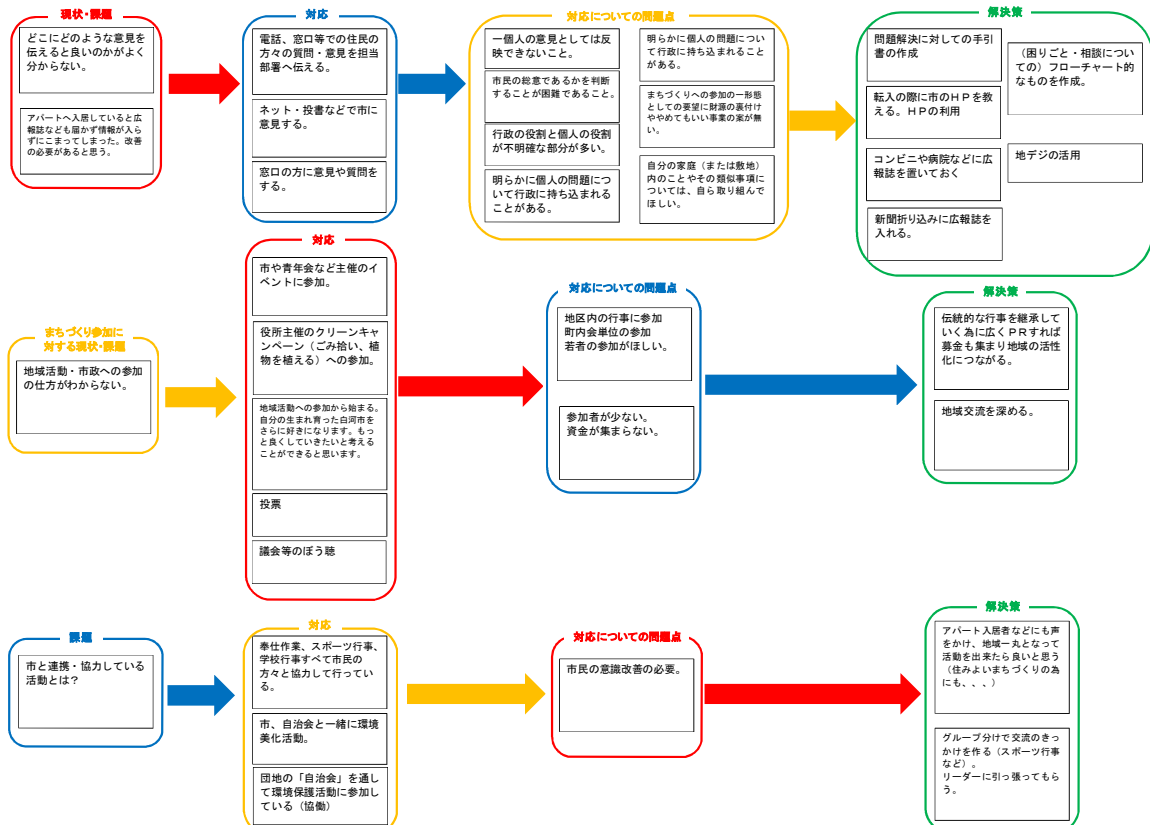 現状・課題
どこにどのような意見を
伝えると良いのかがよく
分からない。
アパートへ入居していると広
報誌なども届かず情報が入ら
ずにこまってしまった。改善
の必要があると思う。
対応
電話、窓口等での住民の
方々の質問・意見を担当
部署へ伝える。
ネット・投書などで市に
意見する。
窓口の方に意見や質問を
する。
対応についての問題点
一個人の意見としては反
映できないこと。
市民の総意であるかを判断
することが困難であること。
行政の役割と個人の役割
が不明確な部分が多い。
明らかに個人の問題につ
いて行政に持ち込まれる
ことがある。
明らかに個人の問題につい
て行政に持ち込まれること
がある。
まちづくりへの参加の一形態
としての要望に財源の裏付け
ややめてもいい事業の案が無
い。
自分の家庭（または敷地）
内のことやその類似事項に
ついては、自ら取り組んで
ほしい。
解決策
問題解決に対しての手引
書の作成
転入の際に市のＨＰを教
える。ＨＰの利用
コンビニや病院などに広
報誌を置いておく
新聞折り込みに広報誌を
入れる。
（困りごと・相談につい
ての）フローチャート的
なものを作成。
地デジの活用
まちづくり参加に
対する現状・課題
地域活動・市政への参加
の仕方がわからない。
対応
市や青年会など主催のイ
ベントに参加。
役所主催のクリーンキャ
ンペーン（ごみ拾い、植
物を植える）への参加。
地域活動への参加から始まる。
自分の生まれ育った白河市を
さらに好きになります。もっ
と良くしていきたいと考える
ことができると思います。
投票
議会等のぼう聴
対応についての問題点
地区内の行事に参加
町内会単位の参加
若者の参加がほしい。
参加者が少ない。
資金が集まらない。
解決策
伝統的な行事を継承して
いく為に広くＰＲすれば
募金も集まり地域の活性
化につながる。
地域交流を深める。
課題
市と連携・協力している
活動とは？
対応
奉仕作業、スポーツ行事、
学校行事すべて市民の
方々と協力して行ってい
る。
市、自治会と一緒に環境
美化活動。
団地の「自治会」を通し
て環境保護活動に参加し
ている（協働）
対応についての問題点
市民の意識改善の必要。
解決策
アパート入居者などにも声
をかけ、地域一丸となって
活動を出来たら良いと思う
（住みよいまちづくりの為
にも、、、）
グループ分けで交流のきっ
かけを作る（スポーツ行事
など）。
リーダーに引っ張ってもら
う。